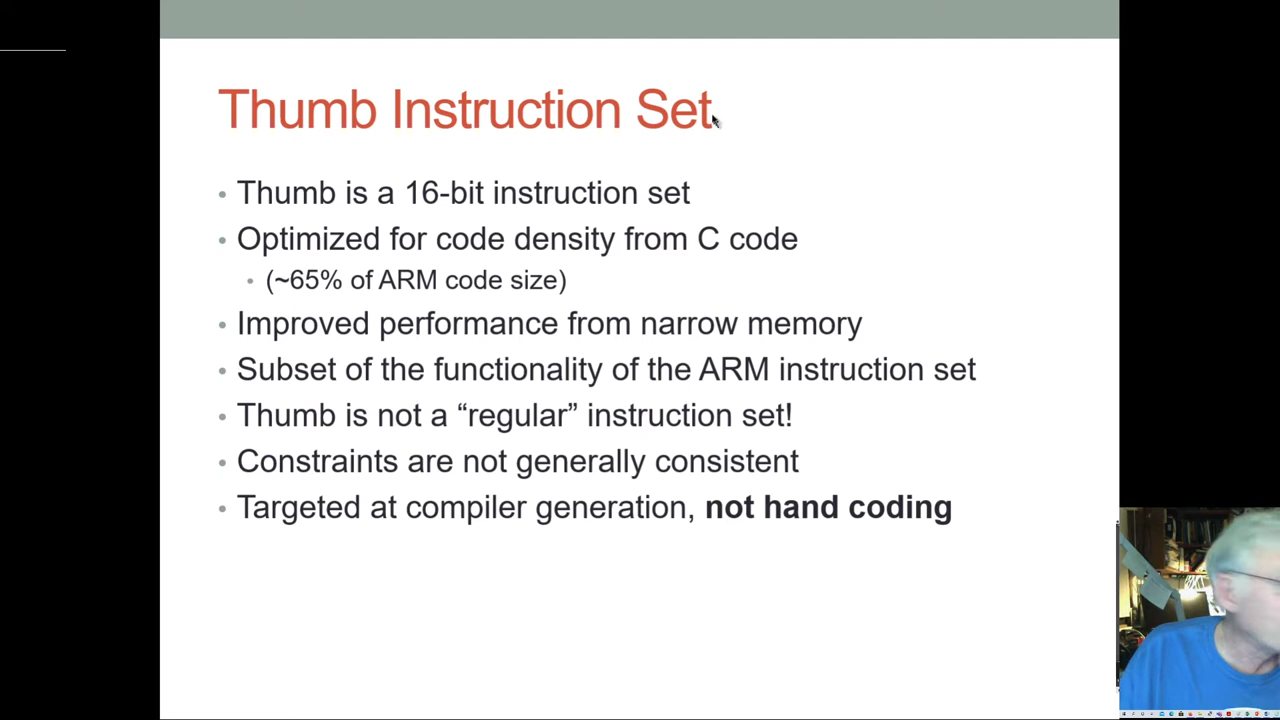 Thumb Instruction Set
• Thumb is a 16-bit instruction set
• Optimized for code density from C code
• (~65% of ARM code size)
• Improved performance from narrow memory
• Subset of the functionality of the ARM instruction set
• Thumb is not a “regular” instruction set!
• Constraints are not generally consistent
• Targeted at compiler generation, not hand coding